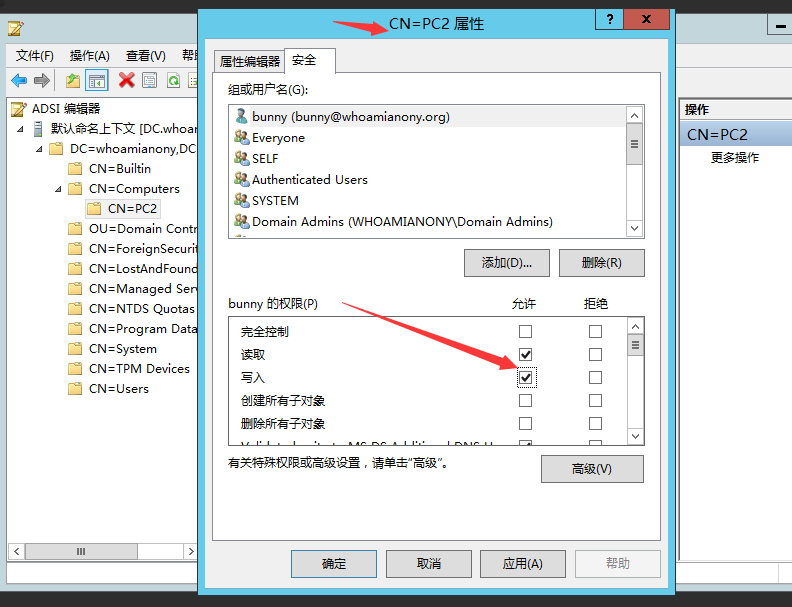 CN=PC2 属性
?
x
文件(F) 操作(A) 查看(V) 帮
ADSI 编辑器
默认命名上下文 [DC.whoar
DC=whoamianony,DC
CN=Builtin
CN=Computers
CN=PC2
OU=Domain Contr
CN=ForeignSecurit
CN=LostAndFound
CN=Managed Serv
CN=NTDS Quotas
CN=Program Data
CN=System
CN=TPM Devices
CN=Users
属性编辑器 安全
组或用户名(G):
bunny (bunny@whoamianony.org)
Everyone
SELF
Authenticated Users
SYSTEM
Domain Admins (WHOAMIANONY\Domain Admins)
添加(D)... 删除(R)
bunny 的权限(P) 允许 拒绝
完全控制
读取
写入
创建所有子对象
删除所有子对象
有关特殊权限或高级设置，请单击“高级”。
高级(V)
确定 取消 应用(A) 帮助
操作
CN=PC2
更多操作